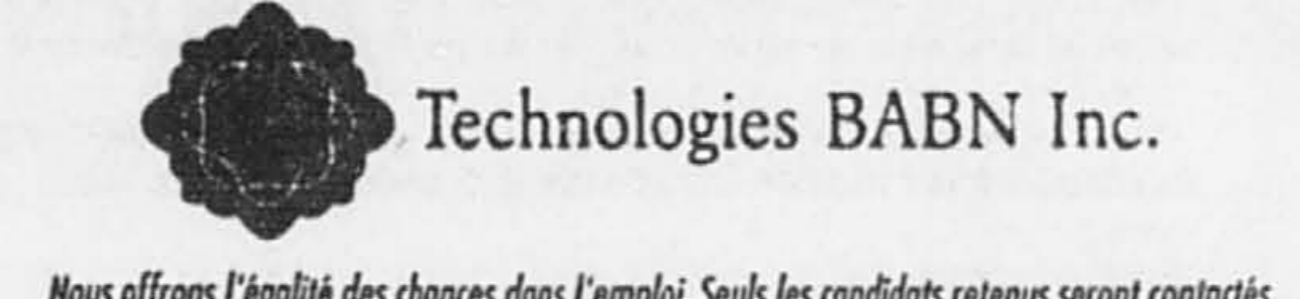 Technologies BABN Inc.
Nous offrons l'égalité des chances dans l'emploi. Seuls les candidats retenus seront contactés